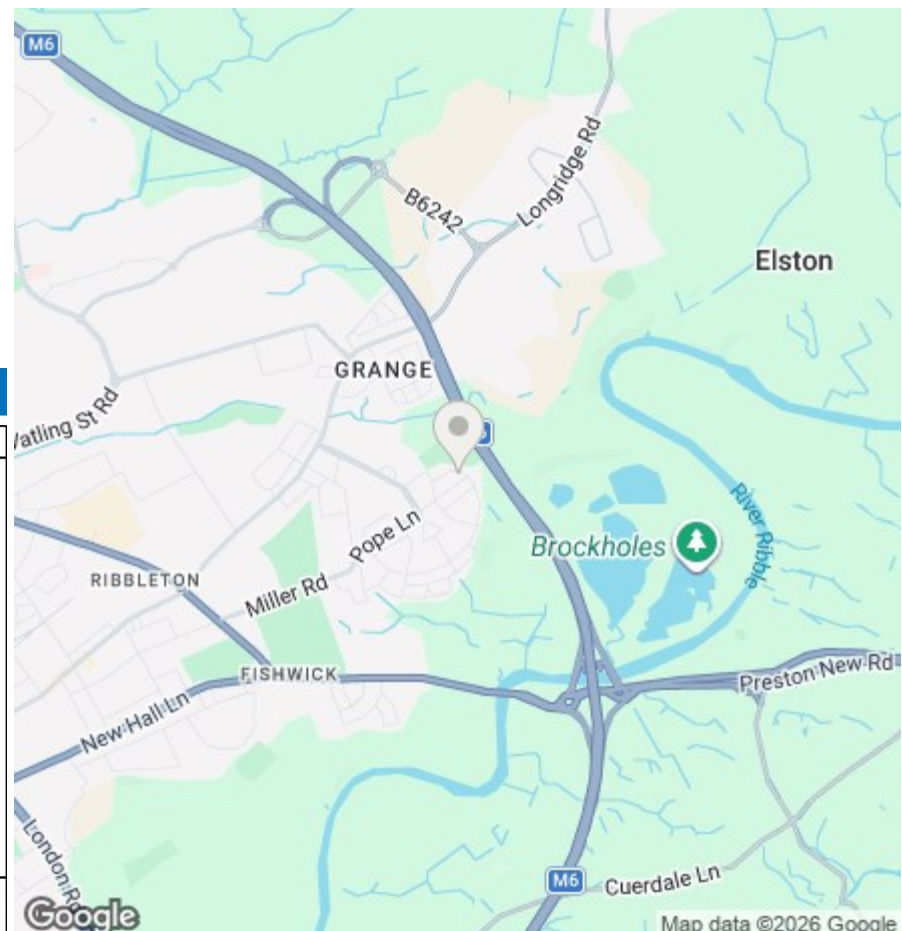 M6
B6242
Longridge Rd
Elston
GRANGE
Watling St Rd
River Ribble
Brockholes
Pope Ln
RIBBLETON
Miller Rd
FISHWICK
Preston New Rd
New Hall Ln
London Rd
M6
Cuerdale Ln
Google
Map data ©2026 Google